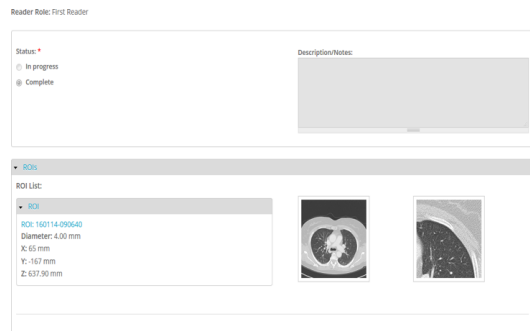 Reader Role: First Reader
Status: *
In progress
Complete
Description/Notes:
ROIs
ROI List:
ROI
ROI: 160114-090640
Diameter: 4.00 mm
X: 65 mm
Y: -167 mm
Z: 637.90 mm